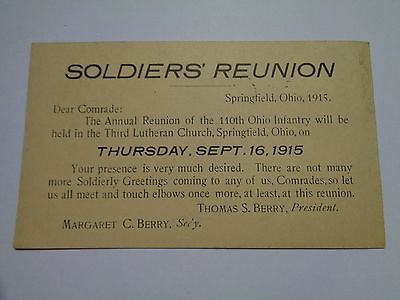 SOLDIERS' REUNION
Springfield, Ohio, 1915.
Dear Comrade:
The Annual Reunion of the 110th Ohio Infantry will be
held in the Third Lutheran Church, Springfield, Ohio, on
THURSDAY, SEPT. 16, 1915
Your presence is very much desired. There are not many
more Soldierly Greetings coming to any of us, Comrades, so let
us all meet and touch elbows once more, at least, at this reunion.
THOMAS S. BERRY, President.
MARGARET C. BERRY, Sec'y.